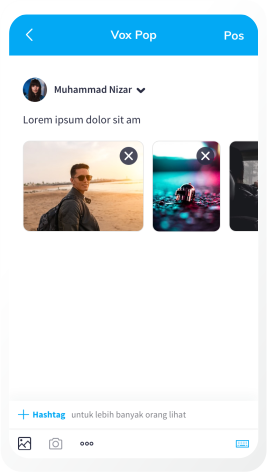 Vox Pop
Pos
Muhammad Nizar
Lorem ipsum dolor sit am
Hashtag untuk lebih banyak orang lihat